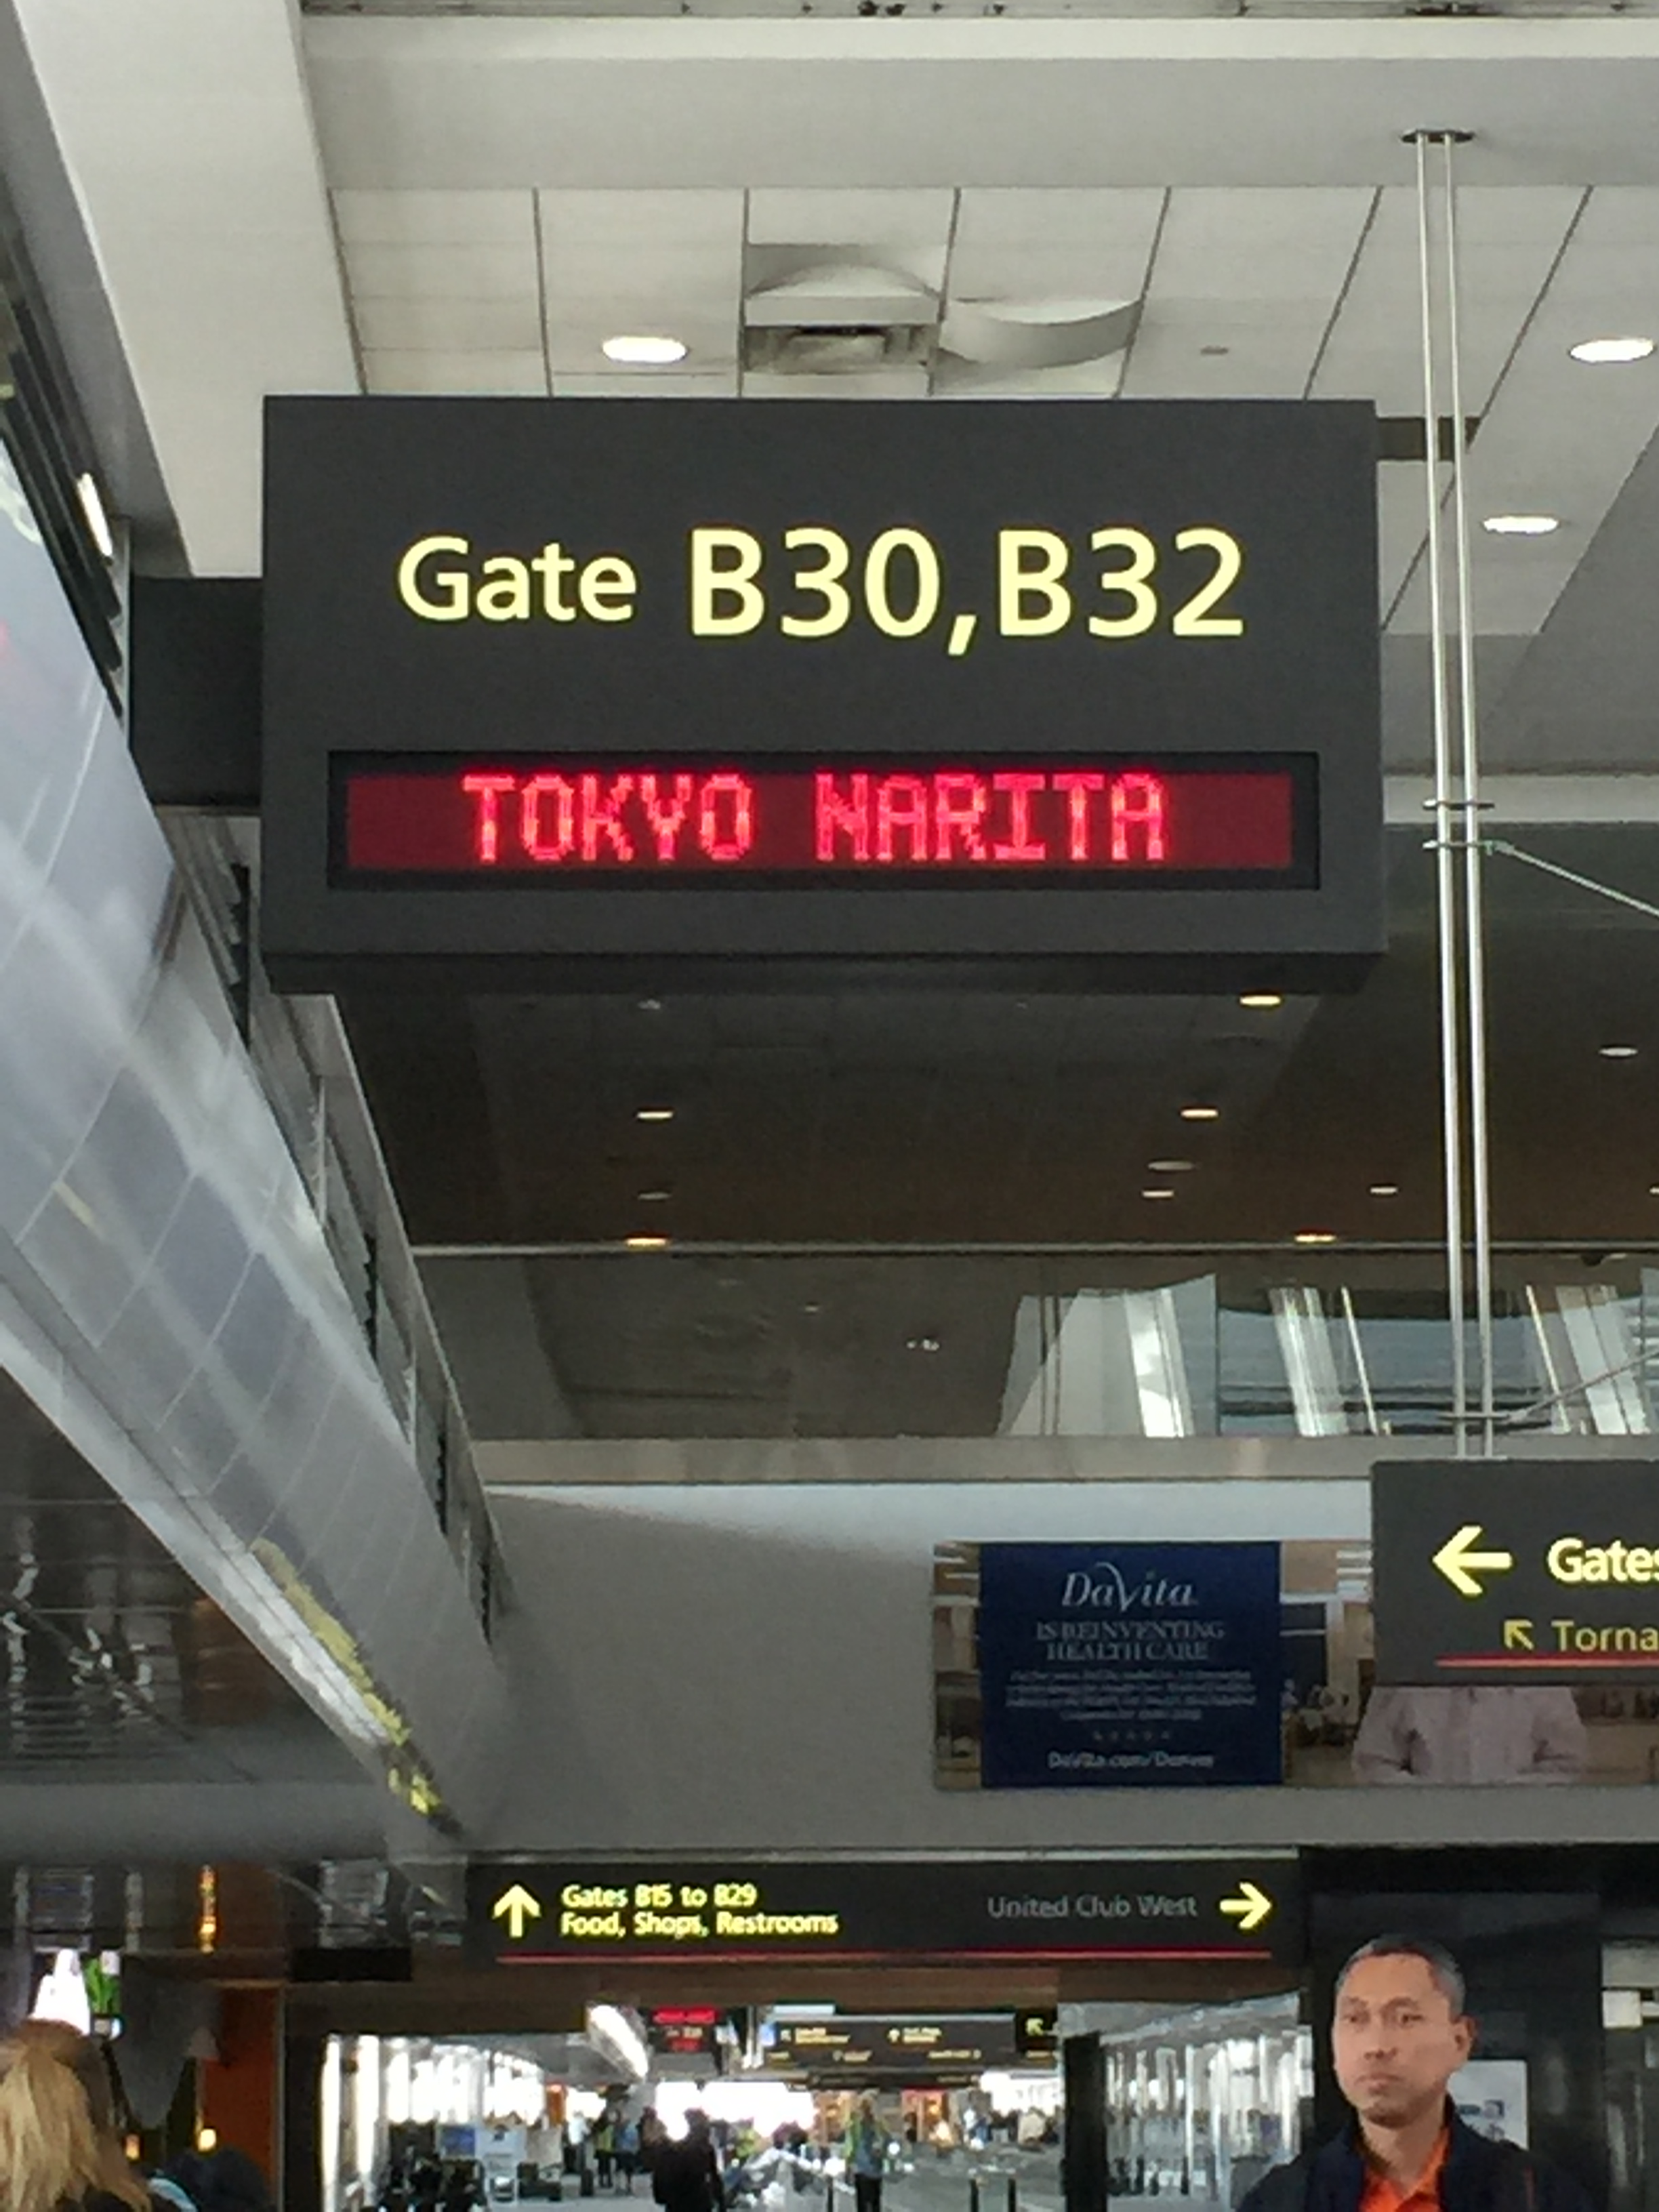 Gate B30,B32
TOKYO NARITA
← Gates
↖ Torna
DaVita
IS REINVENTING
HEALTH CARE
DaVita.com/Denver
↑ Gates B15 to B29
Food, Shops, Restrooms
United Club West →